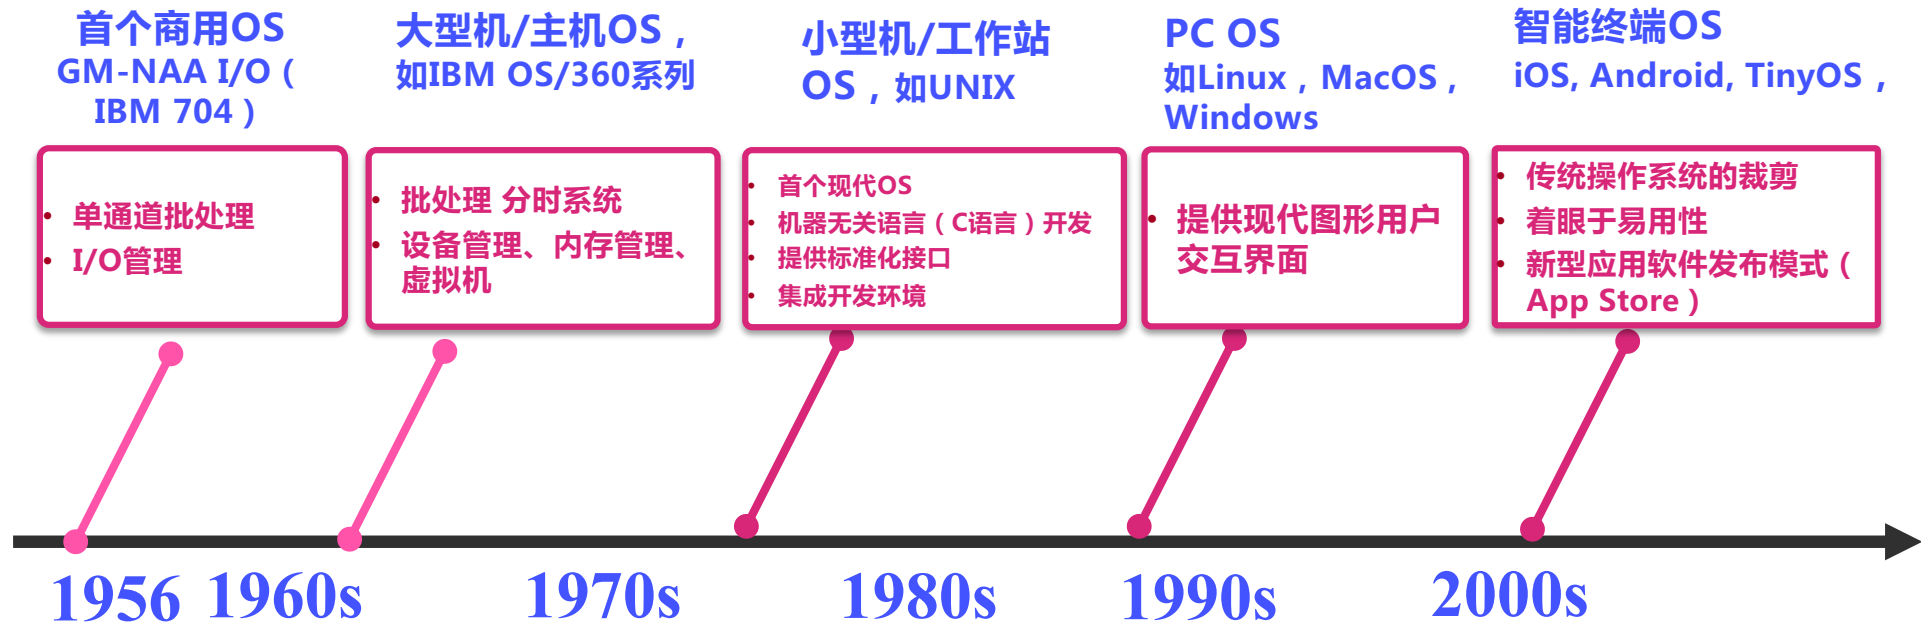 首个商用OS
GM-NAA I/O（
IBM 704）
大型机/主机OS，
如IBM OS/360系列
小型机/工作站
OS，如UNIX
PC OS
如Linux，MacOS，
Windows
智能终端OS
iOS, Android, TinyOS，
• 单通道批处理
• I/O管理
• 批处理 分时系统
• 设备管理、内存管理、
虚拟机
• 首个现代OS
• 机器无关语言（C语言）开发
• 提供标准化接口
• 集成开发环境
• 提供现代图形用户
交互界面
• 传统操作系统的裁剪
• 着眼于易用性
• 新型应用软件发布模式（
App Store）
1956 1960s 1970s 1980s 1990s 2000s